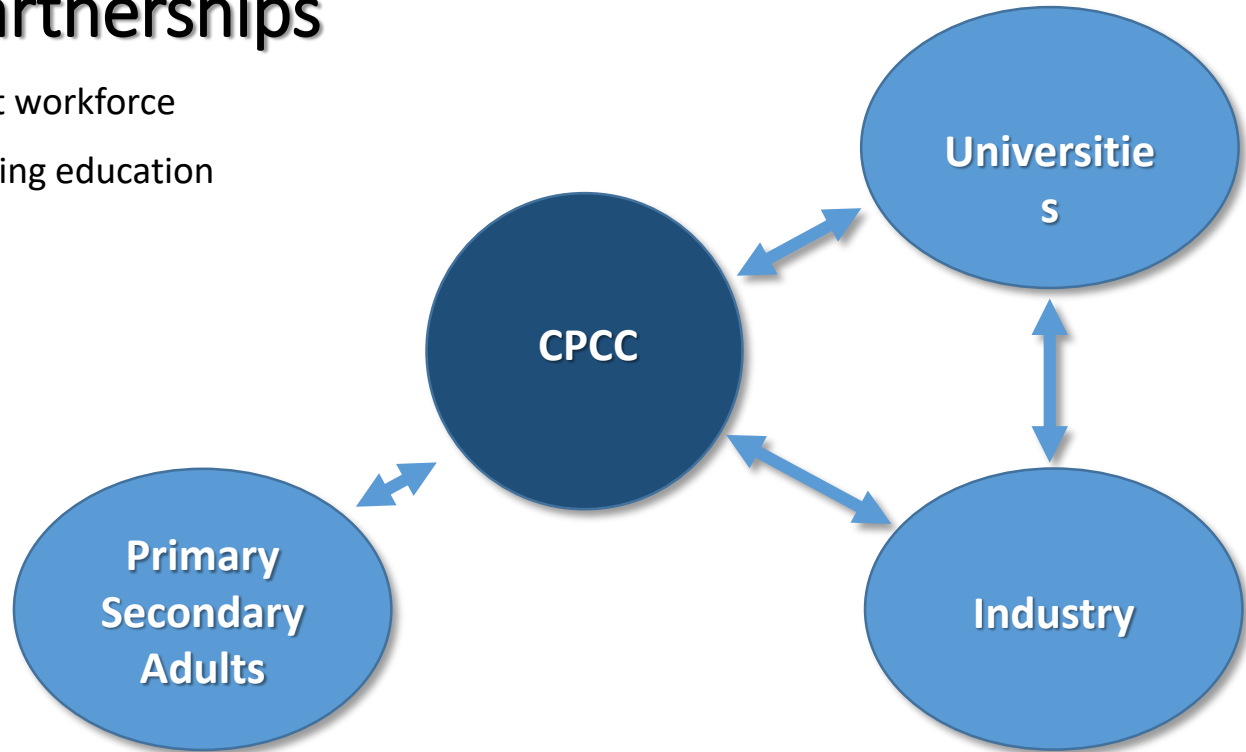 artnerships
t workforce
ing education
Universitie
s
CPCC
Primary
Secondary
Adults
Industry